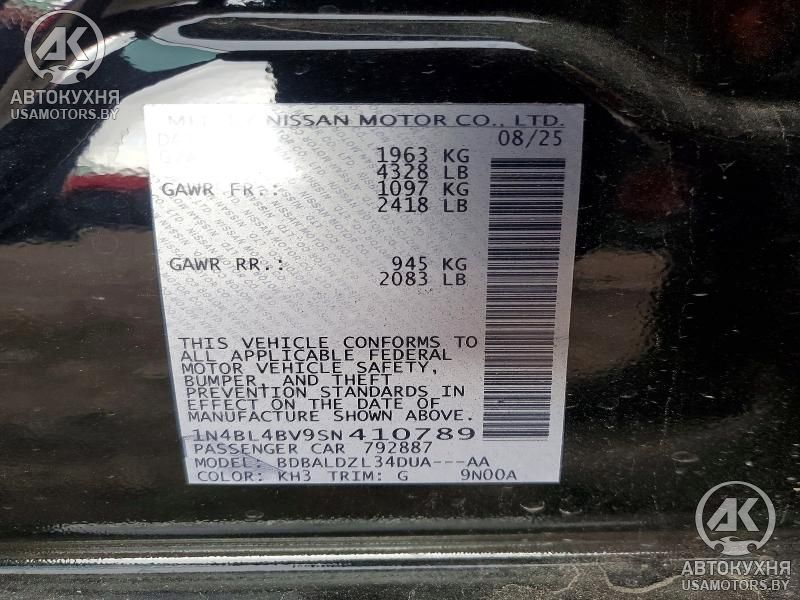 AK
АВТОКУХНЯ
USAMOTORS.BY
NISSAN MOTOR CO., LTD.
08/25
1963 KG
4328 LB
GAWR FR.: 1097 KG
2418 LB
GAWR RR.: 945 KG
2083 LB
THIS VEHICLE CONFORMS TO
ALL APPLICABLE FEDERAL
MOTOR VEHICLE SAFETY,
BUMPER, AND THEFT
PREVENTION STANDARDS IN
EFFECT ON THE DATE OF
MANUFACTURE SHOWN ABOVE.
1N4BL4BV9SN410789
PASSENGER CAR 792887
MODEL: BDBALDZL34DUA---AA
COLOR: KH3 TRIM: G 9N00A
AK
АВТОКУХНЯ
USAMOTORS.BY